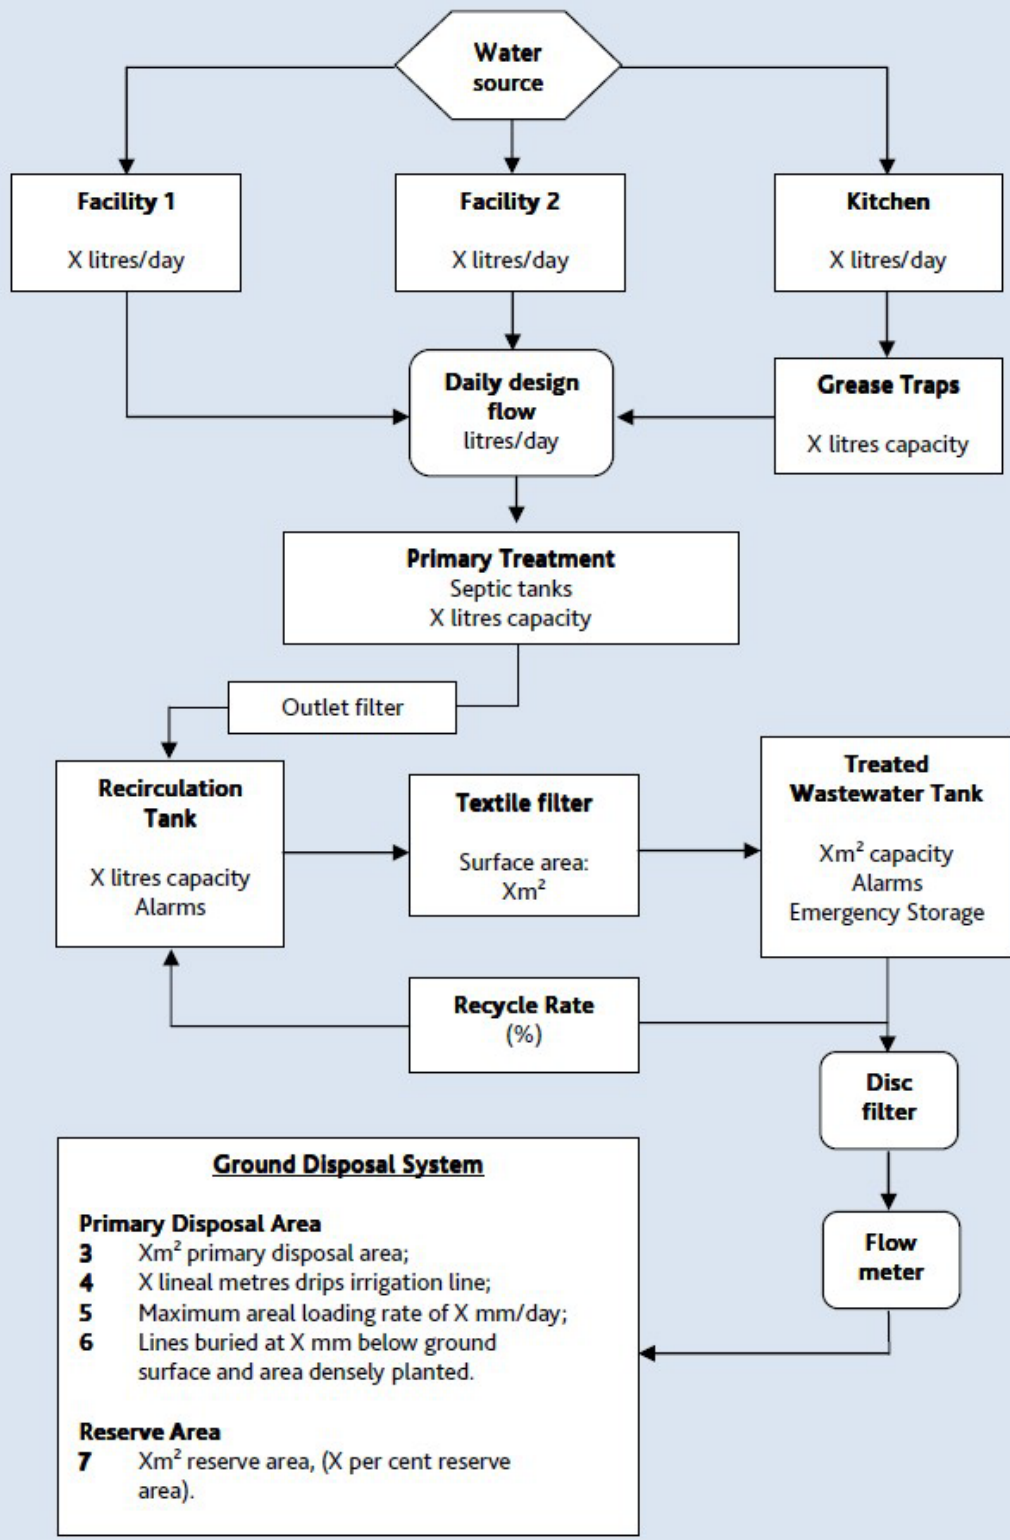 Water
source
Facility 1
X litres/day
Facility 2
X litres/day
Kitchen
X litres/day
Daily design
flow
litres/day
Grease Traps
X litres capacity
Primary Treatment
Septic tanks
X litres capacity
Outlet filter
Recirculation
Tank
X litres capacity
Alarms
Textile filter
Surface area:
Xm²
Treated
Wastewater Tank
Xm² capacity
Alarms
Emergency Storage
Recycle Rate
(%)
Disc
filter
Flow
meter
Ground Disposal System
Primary Disposal Area
3 Xm² primary disposal area;
4 X lineal metres drips irrigation line;
5 Maximum areal loading rate of X mm/day;
6 Lines buried at X mm below ground
surface and area densely planted.
Reserve Area
7 Xm² reserve area, (X per cent reserve
area).